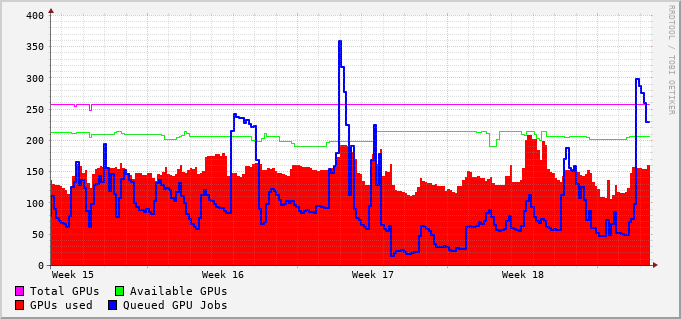 400
350
300
250
200
150
100
50
0
Week 15 Week 16 Week 17 Week 18
Total GPUs Available GPUs
GPUs used Queued GPU Jobs
RRDTOOL / TOBI OETIKER